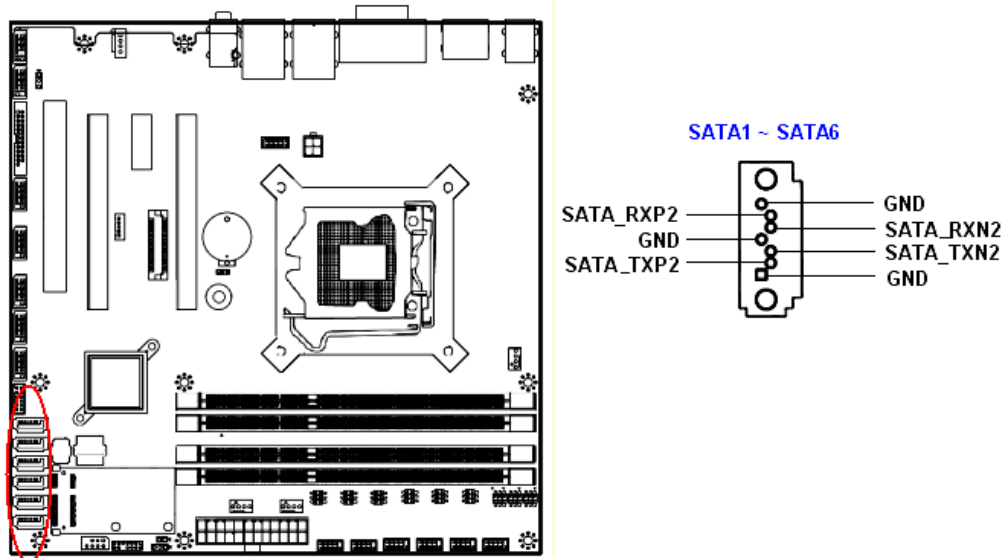 SATA1 ~ SATA6
GND
SATA_RXP2
SATA_RXN2
GND
SATA_TXN2
SATA_TXP2
GND